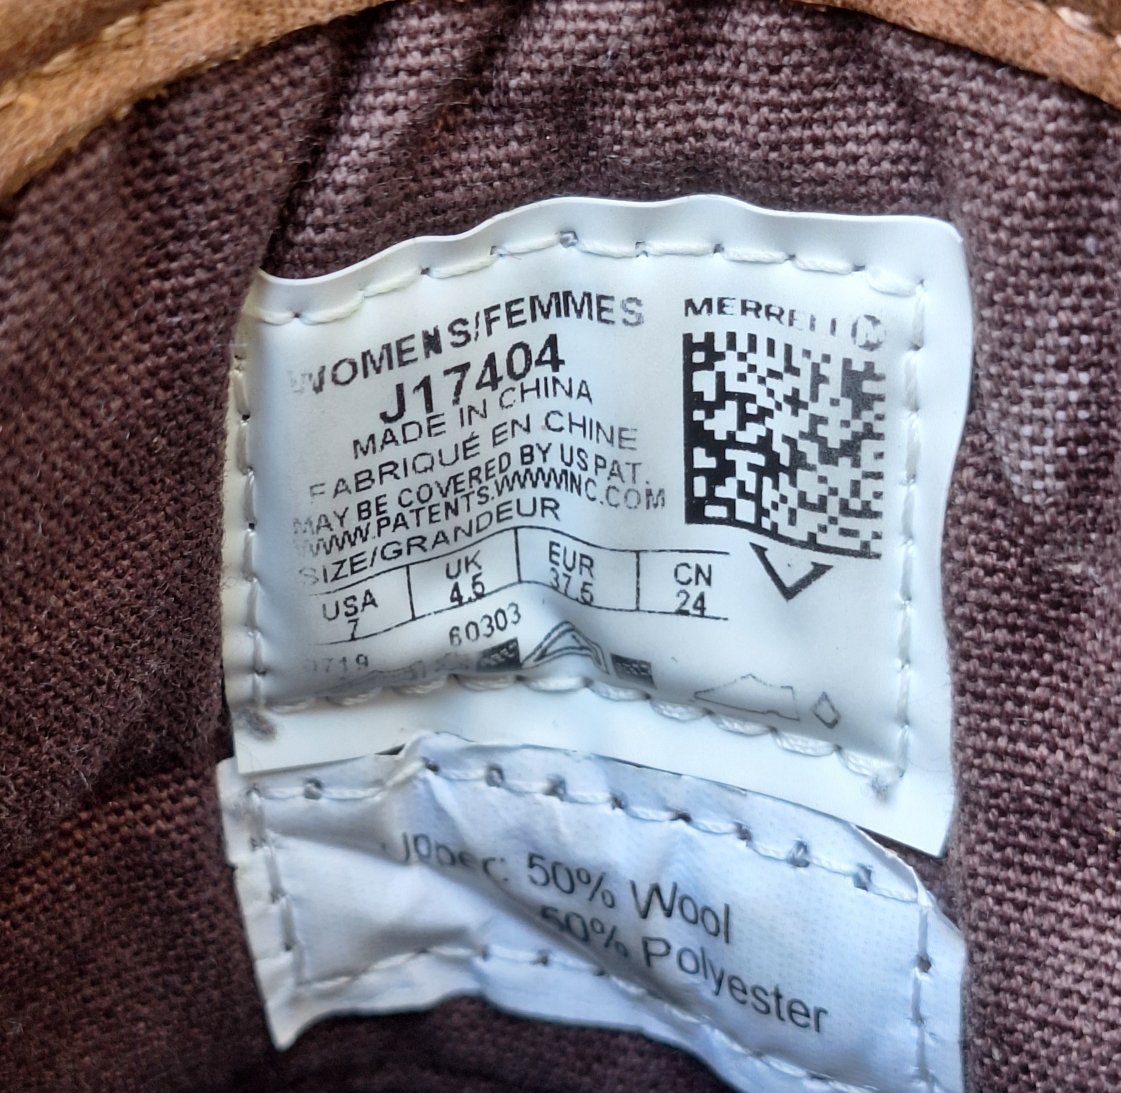 WOMENS/FEMMES
J17404
MADE IN CHINA
FABRIQUÉ EN CHINE
MAY BE COVERED BY US PAT.
WWW.PATENTS.WWWINC.COM
SIZE/GRANDEUR
USA UK EUR CN
7 4.5 37.5 24
60303
0719
MERRELL
50% Wool
50% Polyester